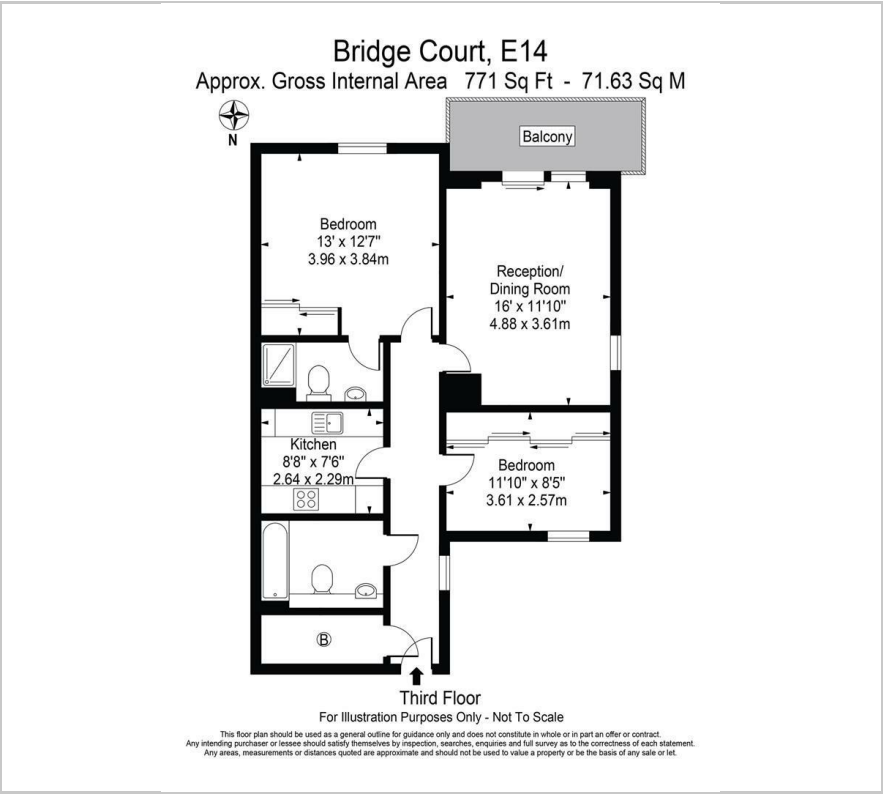 Bridge Court, E14
Approx. Gross Internal Area 771 Sq Ft - 71.63 Sq M
N
Balcony
Bedroom
13' x 12'7"
3.96 x 3.84m
Reception/
Dining Room
16' x 11'10"
4.88 x 3.61m
Kitchen
8'8" x 7'6"
2.64 x 2.29m
Bedroom
11'10" x 8'5"
3.61 x 2.57m
B
Third Floor
For Illustration Purposes Only - Not To Scale
This floor plan should be used as a general outline for guidance only and does not constitute in whole or in part an offer or contract.
Any intending purchaser or lessee should satisfy themselves by inspection, searches, enquiries and full survey as to the correctness of each statement.
Any areas, measurements or distances quoted are approximate and should not be used to value a property or be the basis of any sale or let.